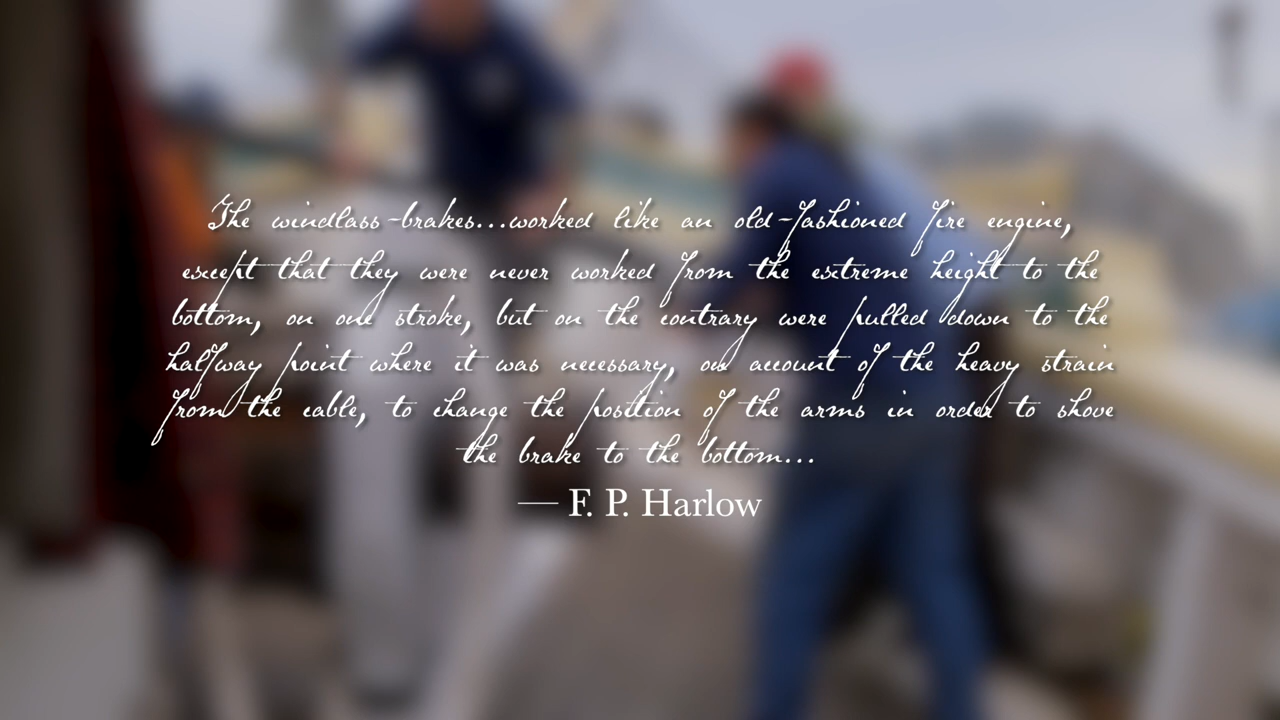 The windlass-brakes...worked like an old-fashioned fire engine,
except that they were never worked from the extreme height to the
bottom, on one stroke, but on the contrary were pulled down to the
halfway point where it was necessary, on account of the heavy strain
from the cable, to change the position of the arms in order to shove
the brake to the bottom...
— F. P. Harlow